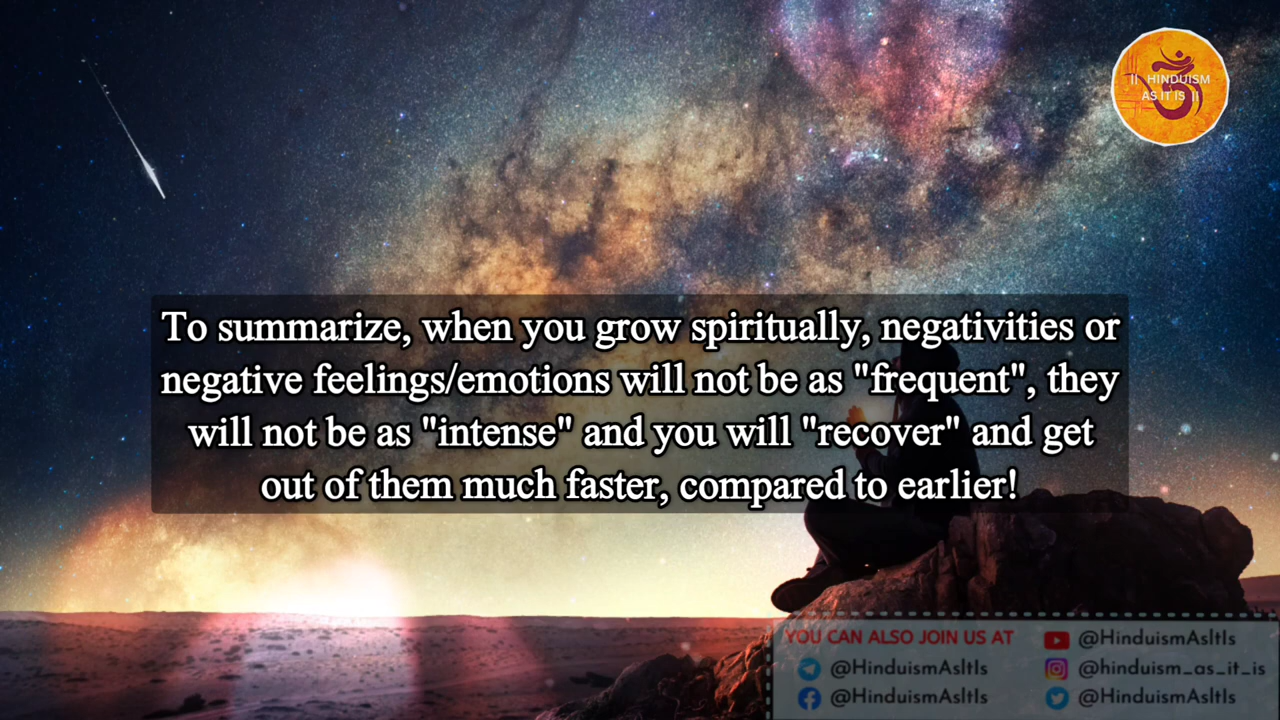 || HINDUISM
AS IT IS ||
To summarize, when you grow spiritually, negativities or
negative feelings/emotions will not be as "frequent", they
will not be as "intense" and you will "recover" and get
out of them much faster, compared to earlier!
YOU CAN ALSO JOIN US AT
@HinduismAsItIs
@HinduismAsItIs
@hinduism_as_it_is
@HinduismAsItIs
@HinduismAsItIs